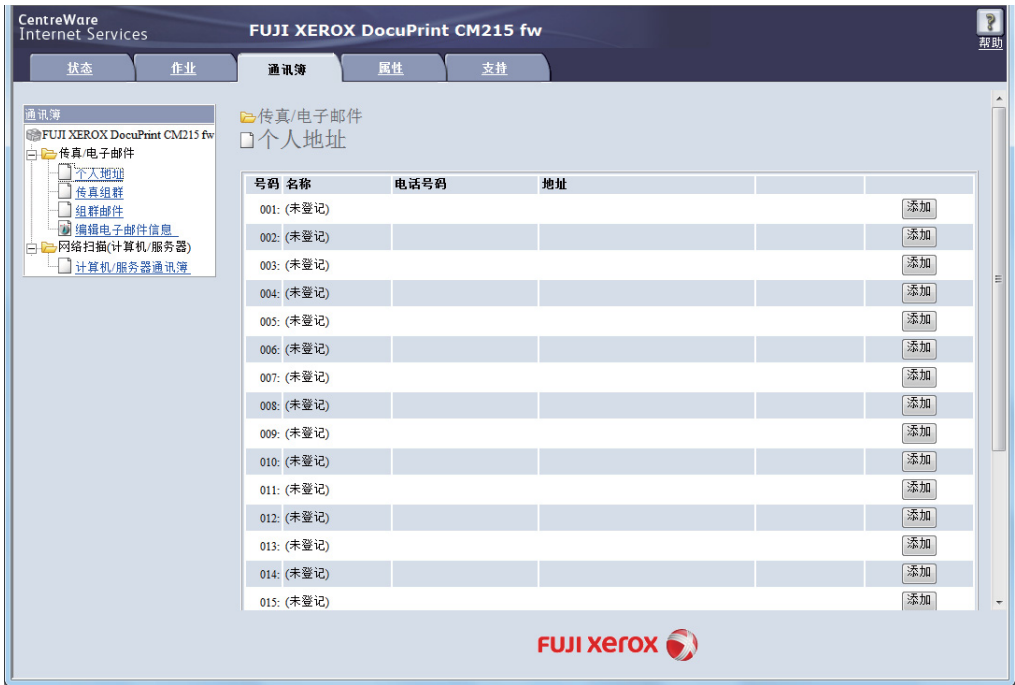 CentreWare
Internet Services
FUJI XEROX DocuPrint CM215 fw
?
帮助
状态 作业 通讯簿 属性 支持
通讯簿
FUJI XEROX DocuPrint CM215 fw
传真/电子邮件
个人地址
传真组群
组群邮件
编辑电子邮件信息
网络扫描(计算机/服务器)
计算机/服务器通讯簿
传真/电子邮件
个人地址
号码 名称 电话号码 地址
001: (未登记) 添加
002: (未登记) 添加
003: (未登记) 添加
004: (未登记) 添加
005: (未登记) 添加
006: (未登记) 添加
007: (未登记) 添加
008: (未登记) 添加
009: (未登记) 添加
010: (未登记) 添加
011: (未登记) 添加
012: (未登记) 添加
013: (未登记) 添加
014: (未登记) 添加
015: (未登记) 添加
FUJI xerox